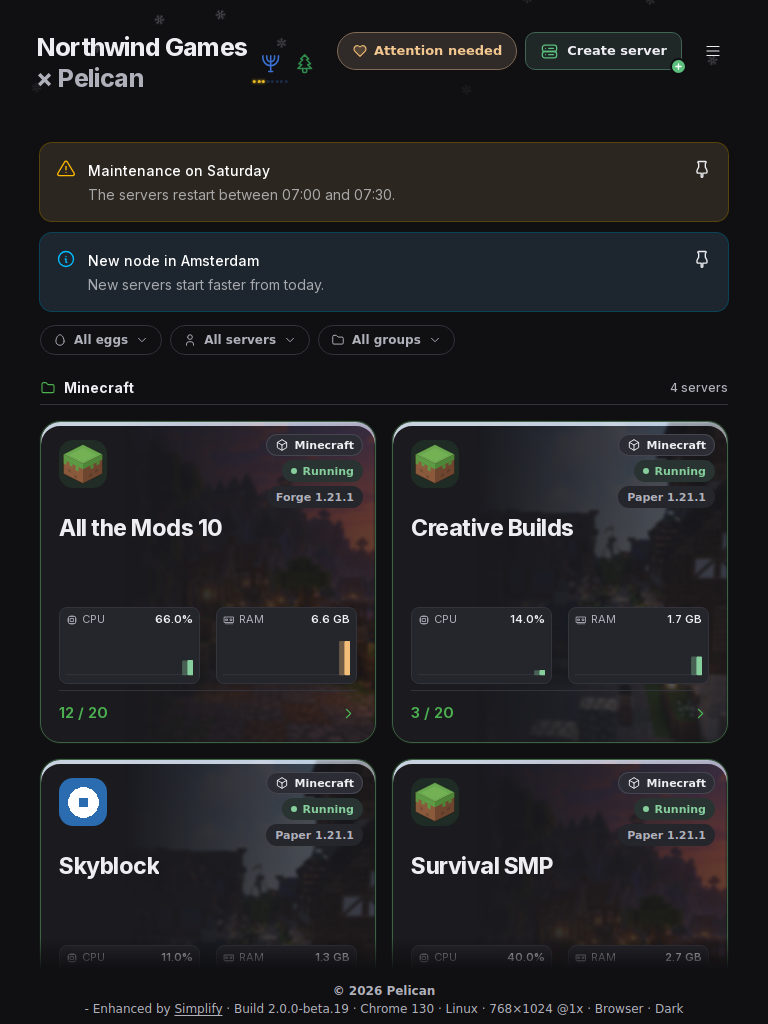 Northwind Games
× Pelican
Attention needed
Create server
Maintenance on Saturday
The servers restart between 07:00 and 07:30.
New node in Amsterdam
New servers start faster from today.
All eggs
All servers
All groups
Minecraft
4 servers
Minecraft
Running
Forge 1.21.1
All the Mods 10
CPU 66.0%
RAM 6.6 GB
12 / 20
Minecraft
Running
Paper 1.21.1
Creative Builds
CPU 14.0%
RAM 1.7 GB
3 / 20
Minecraft
Running
Paper 1.21.1
Skyblock
CPU 11.0%
RAM 1.3 GB
Minecraft
Running
Paper 1.21.1
Survival SMP
CPU 40.0%
RAM 2.7 GB
© 2026 Pelican
- Enhanced by Simplify · Build 2.0.0-beta.19 · Chrome 130 · Linux · 768×1024 @1x · Browser · Dark